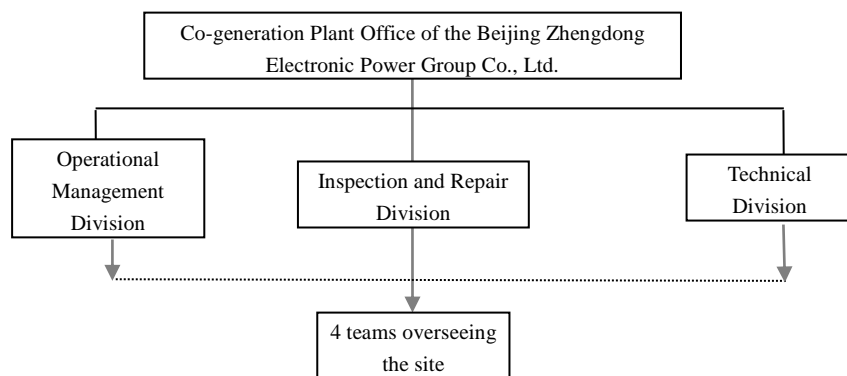 Co-generation Plant Office of the Beijing Zhengdong
Electronic Power Group Co., Ltd.
Operational
Management
Division
Inspection and Repair
Division
Technical
Division
4 teams overseeing
the site